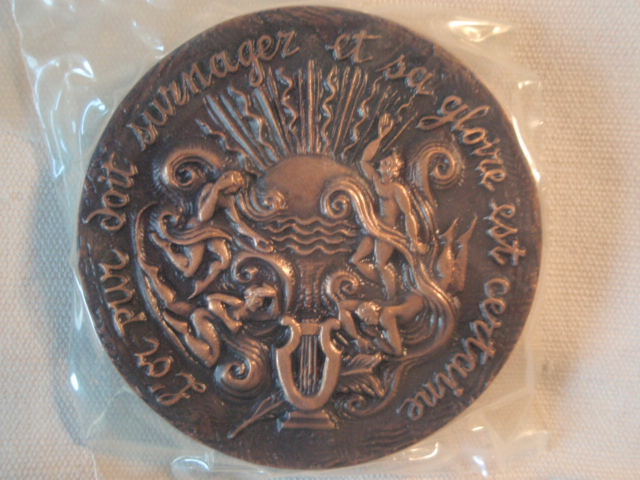 L'or pur doit surnager et sa gloire est certaine